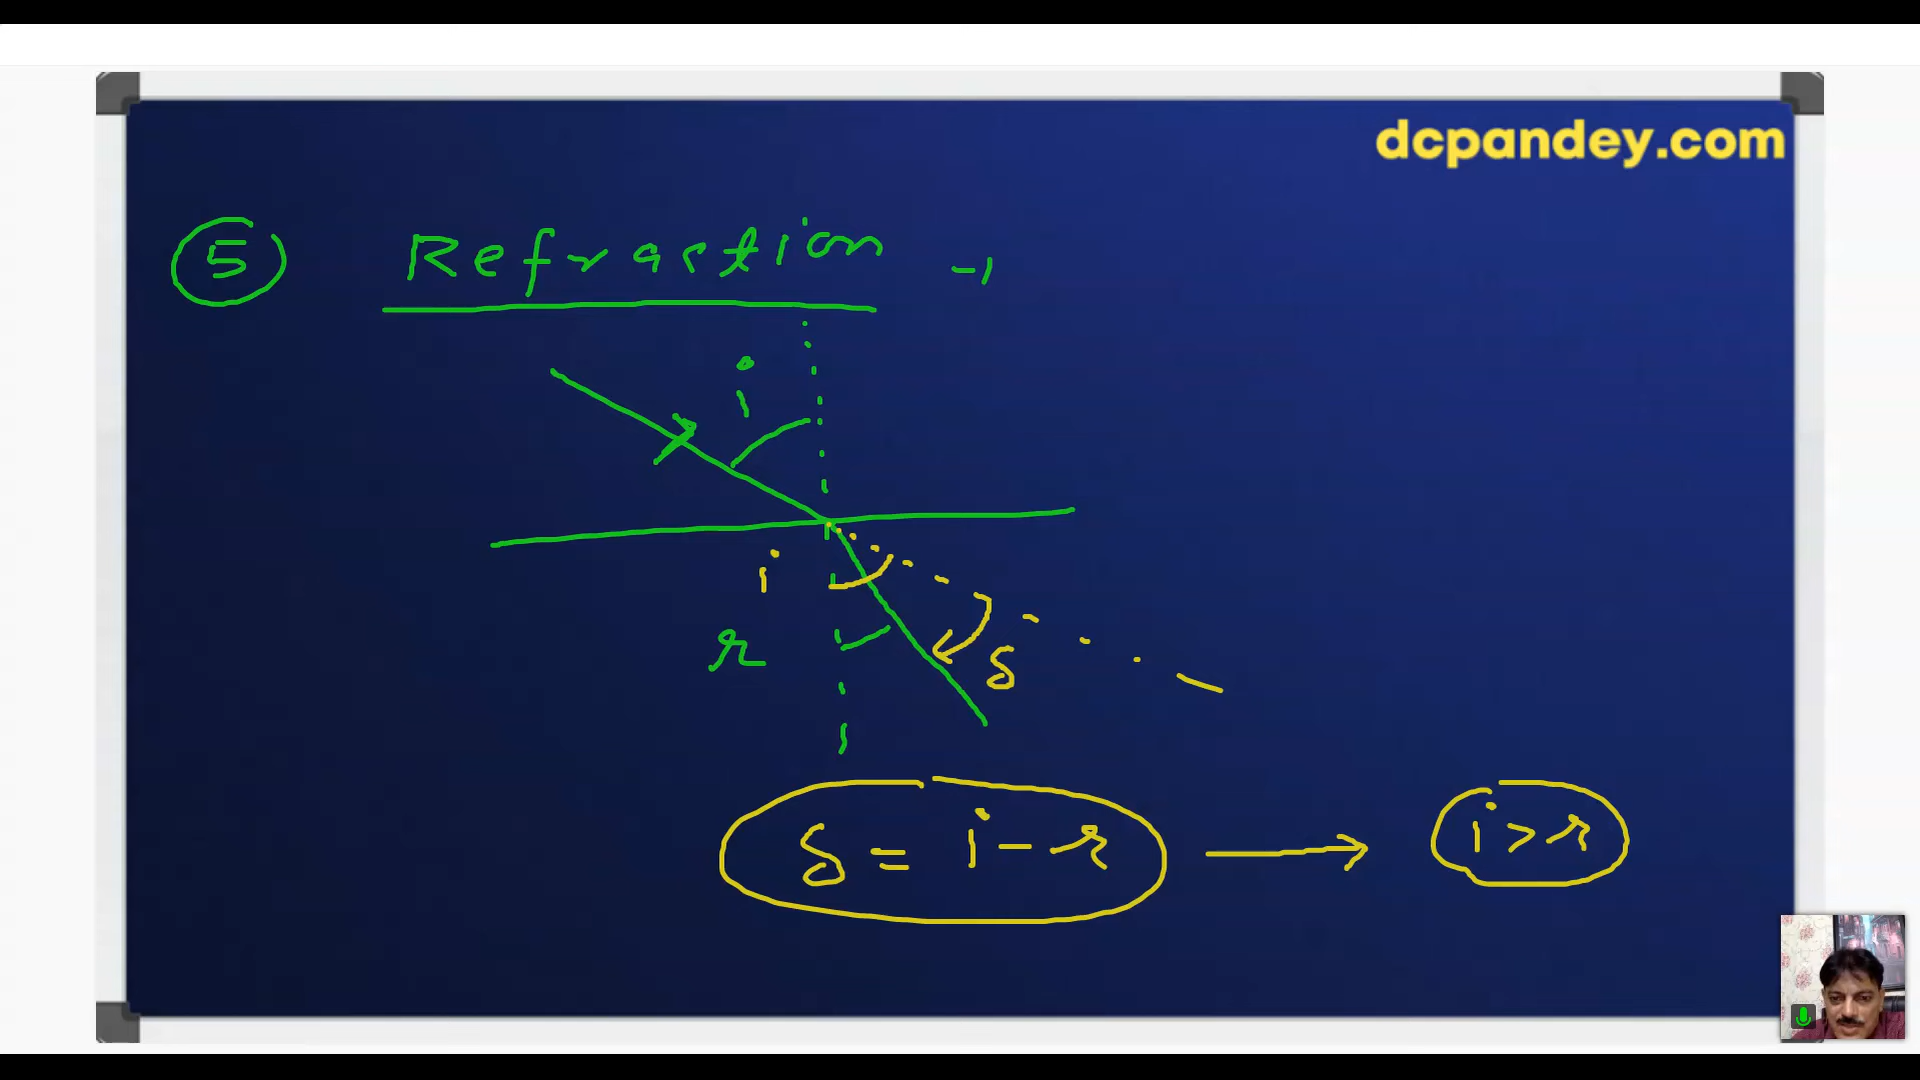 dcpandey.com
5 Refraction -1
i
i
r
δ
δ = i - r → i > r